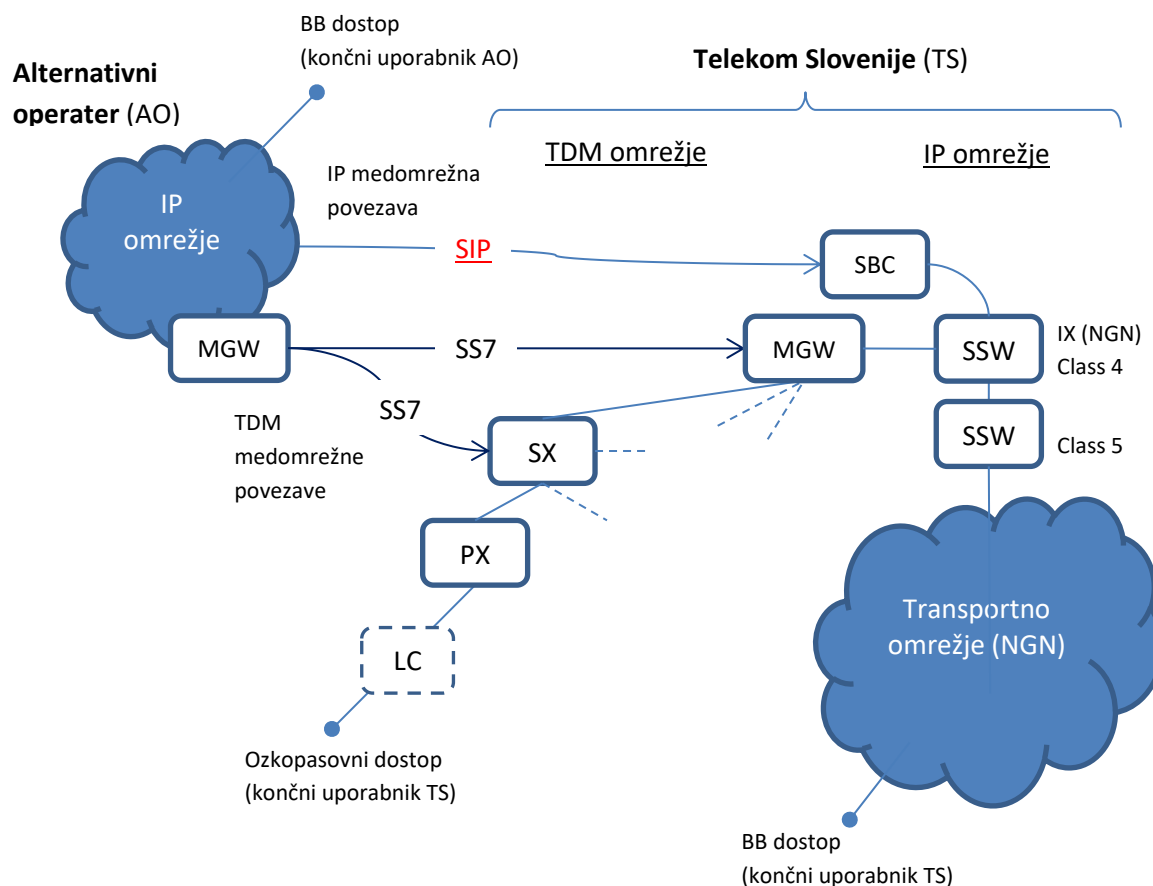 BB dostop
(končni uporabnik AO)
Alternativni
operater (AO)
Telekom Slovenije (TS)
TDM omrežje
IP omrežje
IP medomrežna
povezava
IP
omrežje
SIP
SBC
MGW
SS7
MGW
SSW
IX (NGN)
Class 4
SS7
TDM
medomrežne
povezave
SX
SSW
Class 5
PX
Transportno
omrežje (NGN)
LC
Ozkopasovni dostop
(končni uporabnik TS)
BB dostop
(končni uporabnik TS)